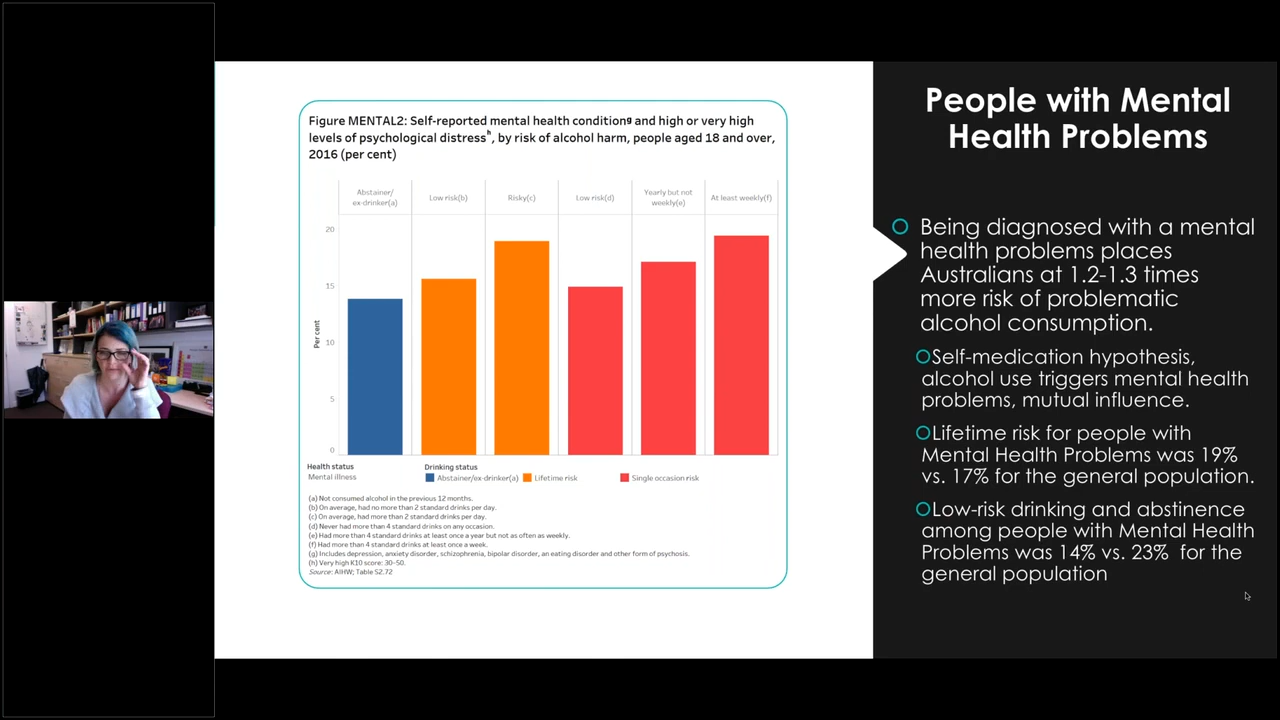 People with Mental
Health Problems
Figure MENTAL2: Self-reported mental health conditiong and high or very high
levels of psychological distressh, by risk of alcohol harm, people aged 18 and over,
2016 (per cent)
Abstainer/
ex-drinker(a)
Low risk(b)
Risky(c)
Low risk(d)
Yearly but not
weekly(e)
At least weekly(f)
Per cent
20
15
10
5
0
Health status
Mental illness
Drinking status
Abstainer/ex-drinker(a)
Lifetime risk
Single occasion risk
(a) Not consumed alcohol in the previous 12 months.
(b) On average, had no more than 2 standard drinks per day.
(c) On average, had more than 2 standard drinks per day.
(d) Never had more than 4 standard drinks on any occasion.
(e) Had more than 4 standard drinks at least once a year but not as often as weekly.
(f) Had more than 4 standard drinks at least once a week.
(g) Includes depression, anxiety disorder, schizophrenia, bipolar disorder, an eating disorder and other form of psychosis.
(h) Very high K10 score: 30–50.
Source: AIHW; Table S2.72
Being diagnosed with a mental
health problems places
Australians at 1.2-1.3 times
more risk of problematic
alcohol consumption.
Self-medication hypothesis,
alcohol use triggers mental health
problems, mutual influence.
Lifetime risk for people with
Mental Health Problems was 19%
vs. 17% for the general population.
Low-risk drinking and abstinence
among people with Mental Health
Problems was 14% vs. 23% for the
general population